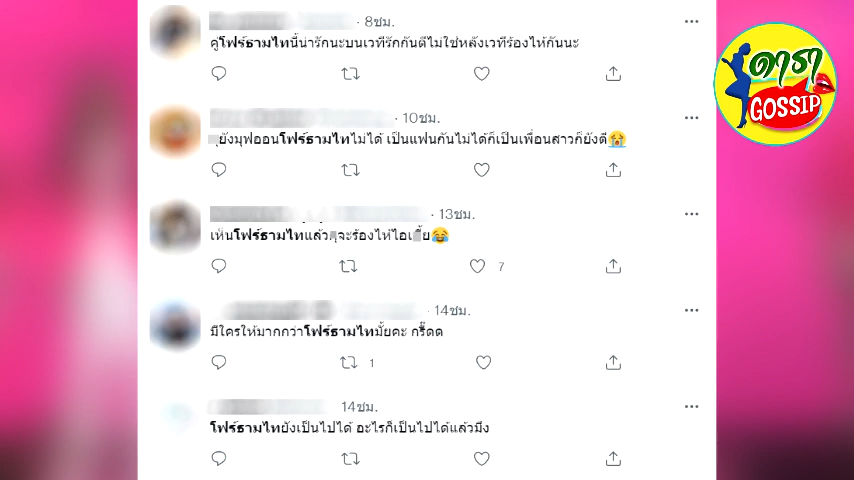 · 8ชม.
คู่โฟร์ธามไทนี้น่ารักนะบนเวทีรักกันดีไม่ใช่หลังเวทีร้องไห้กันนะ
· 10ชม.
ยังมุฟออนโฟร์ธามไทไม่ได้ เป็นแฟนกันไม่ได้ก็เป็นเพื่อนสาวก็ยังดี😭
· 13ชม.
เห็นโฟร์ธามไทแล้ว จะร้องไห่ไอเ ี้ย😂
7
· 14ชม.
มีใครให้มากกว่าโฟร์ธามไทมั้ยคะ กรี๊ดด
1
14ชม.
โฟร์ธามไทยังเป็นไปได้ อะไรก็เป็นไปได้แล้วมึง
ดารา
GOSSIP